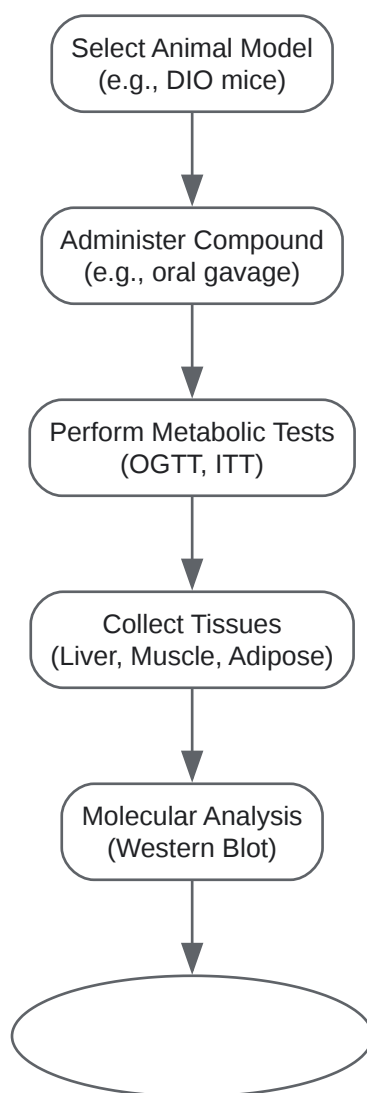 Select Animal Model
(e.g., DIO mice)
Administer Compound
(e.g., oral gavage)
Perform Metabolic Tests
(OGTT, ITT)
Collect Tissues
(Liver, Muscle, Adipose)
Molecular Analysis
(Western Blot)